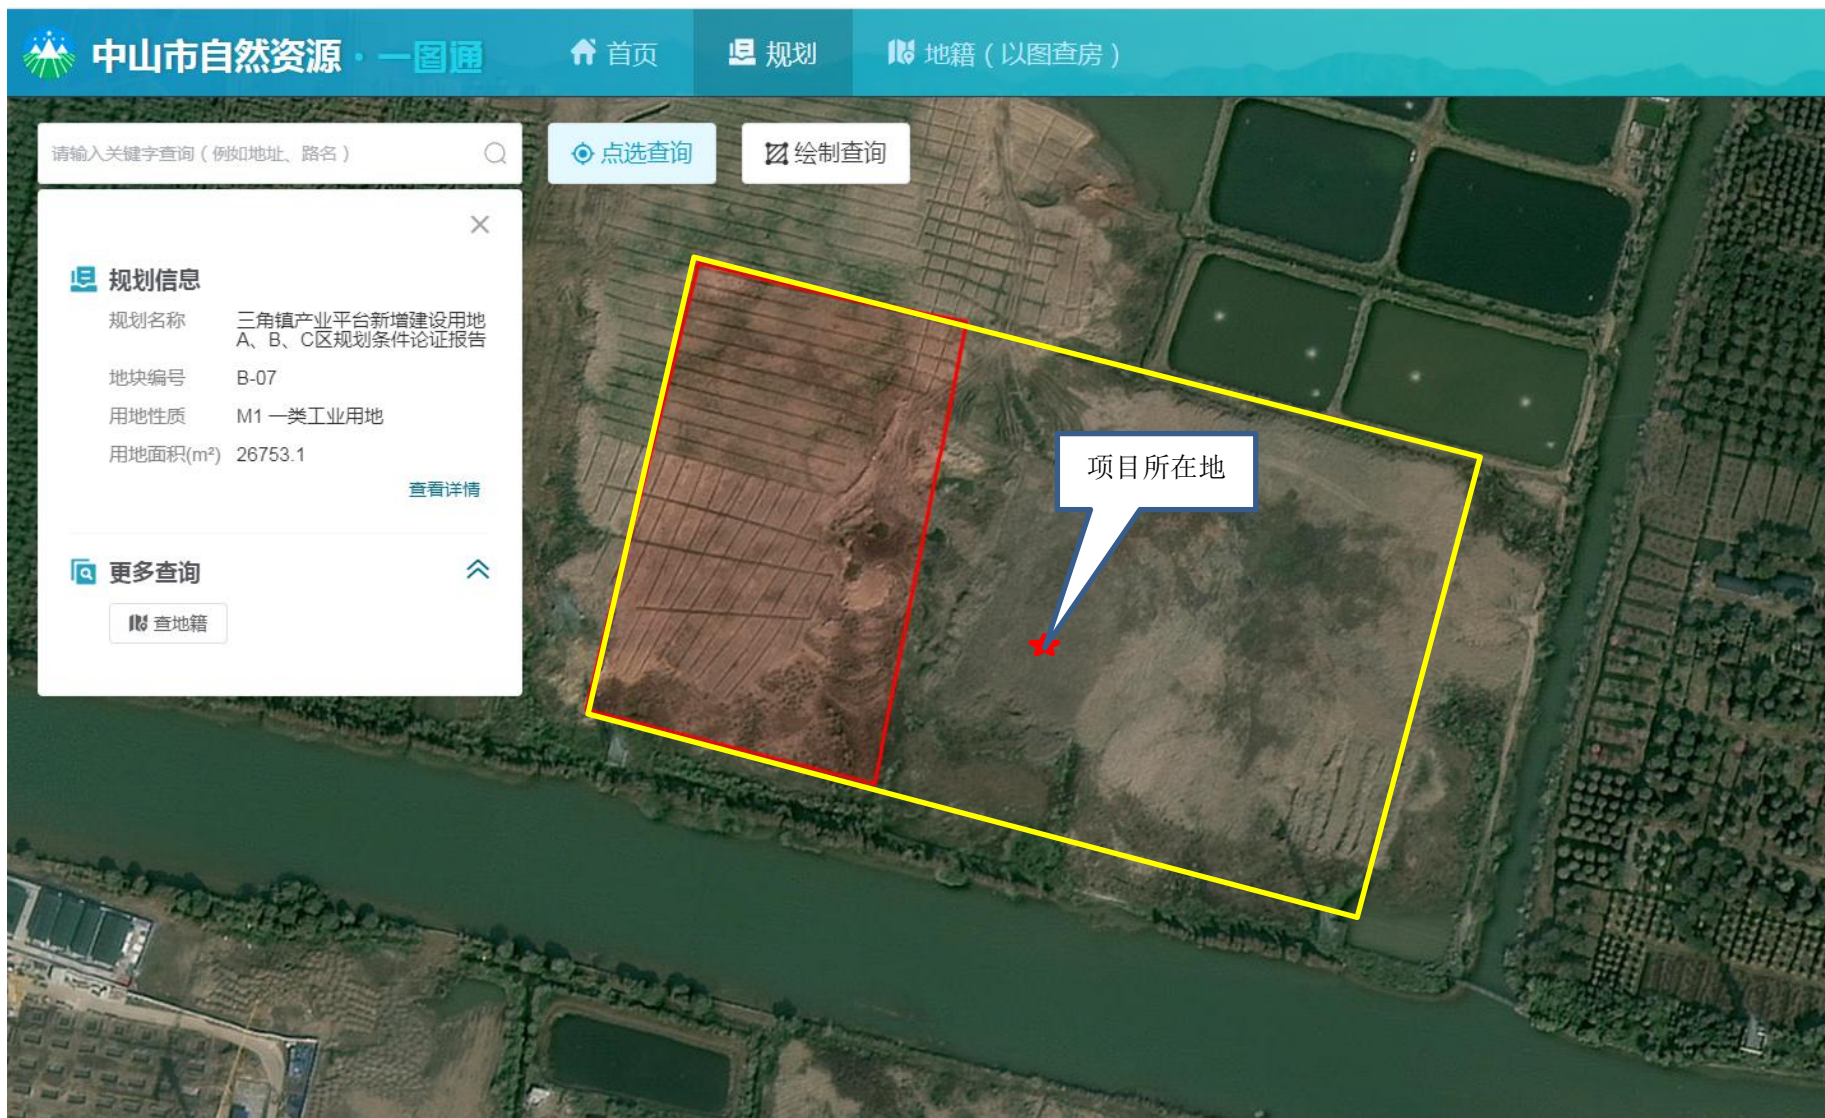 中山市自然资源·一图通
首页
规划
地籍（以图查房）
请输入关键字查询（例如地址、路名）
点选查询
绘制查询
规划信息
规划名称
三角镇产业平台新增建设用地
A、B、C区规划条件论证报告
地块编号
B-07
用地性质
M1 一类工业用地
用地面积(m²)
26753.1
查看详情
更多查询
查地籍
项目所在地